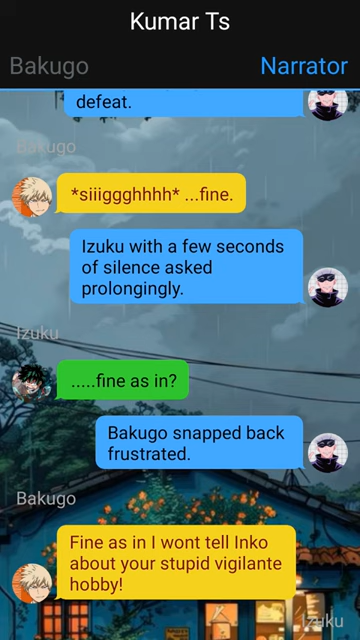 Kumar Ts
Bakugo
Narrator
defeat.
Bakugo
*siiiggghhhh* ...fine.
Izuku with a few seconds
of silence asked
prolongingly.
Izuku
.....fine as in?
Bakugo snapped back
frustrated.
Bakugo
Fine as in I wont tell Inko
about your stupid vigilante
hobby!
Izuku